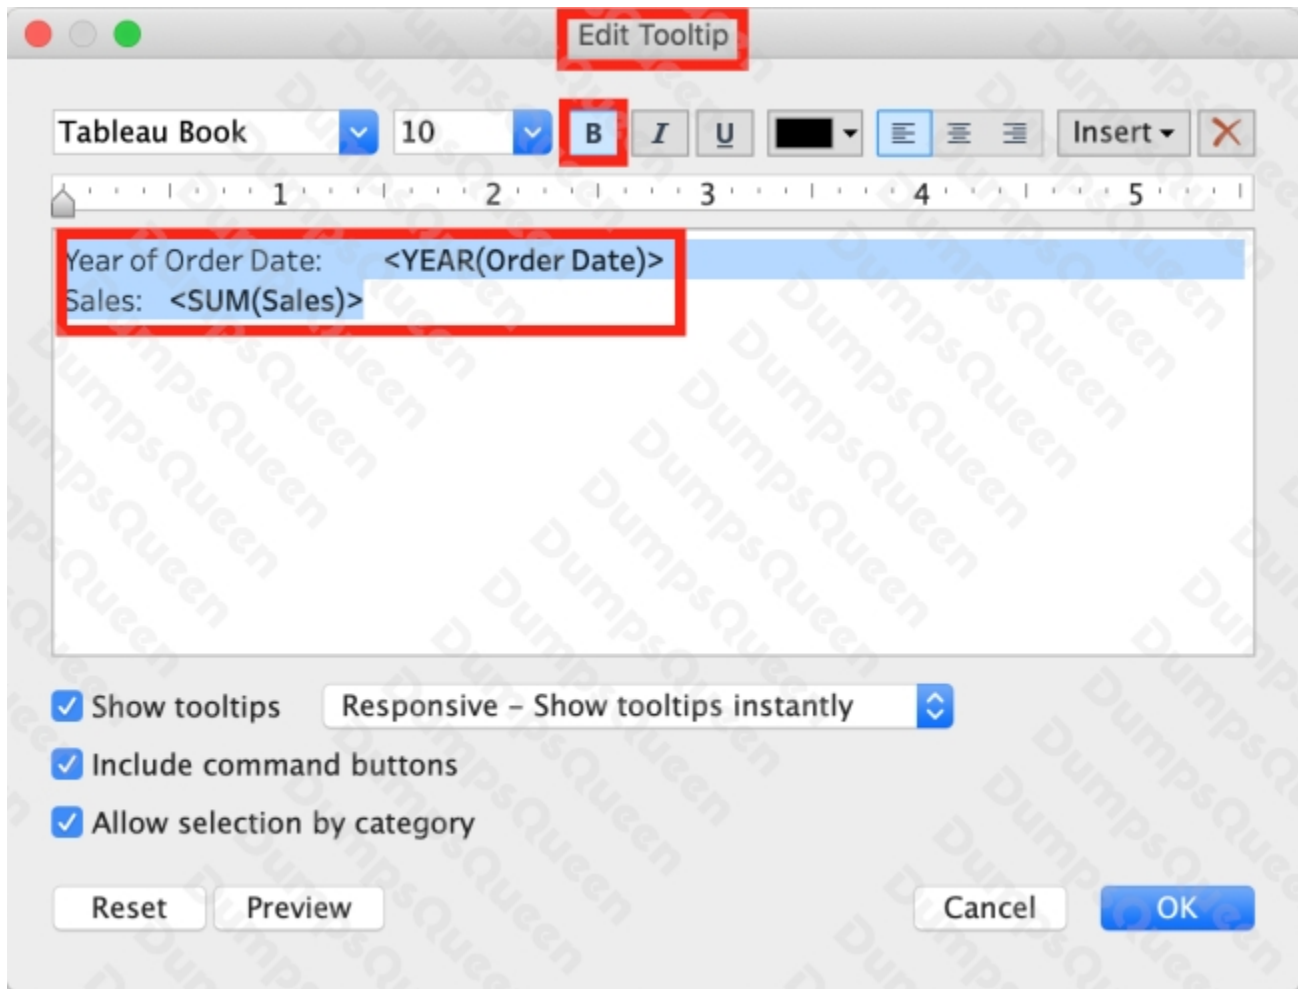 Edit Tooltip
Tableau Book 10 B I U Insert
1 2 3 4 5
Year of Order Date: <YEAR(Order Date)>
Sales: <SUM(Sales)>
Show tooltips Responsive – Show tooltips instantly
Include command buttons
Allow selection by category
Reset Preview Cancel OK
DumpsQueen